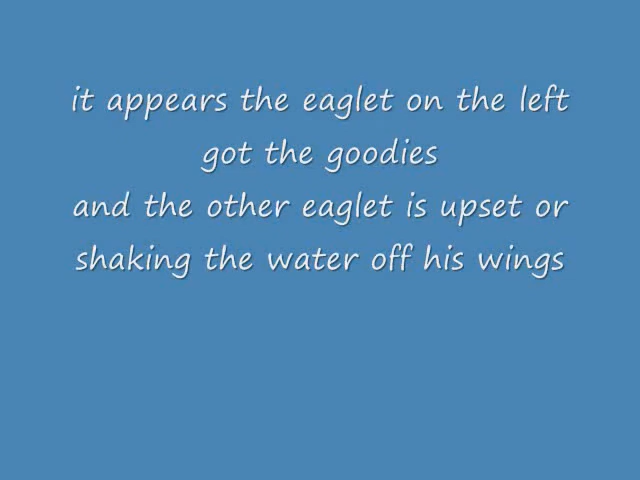 it appears the eaglet on the left
got the goodies
and the other eaglet is upset or
shaking the water off his wings